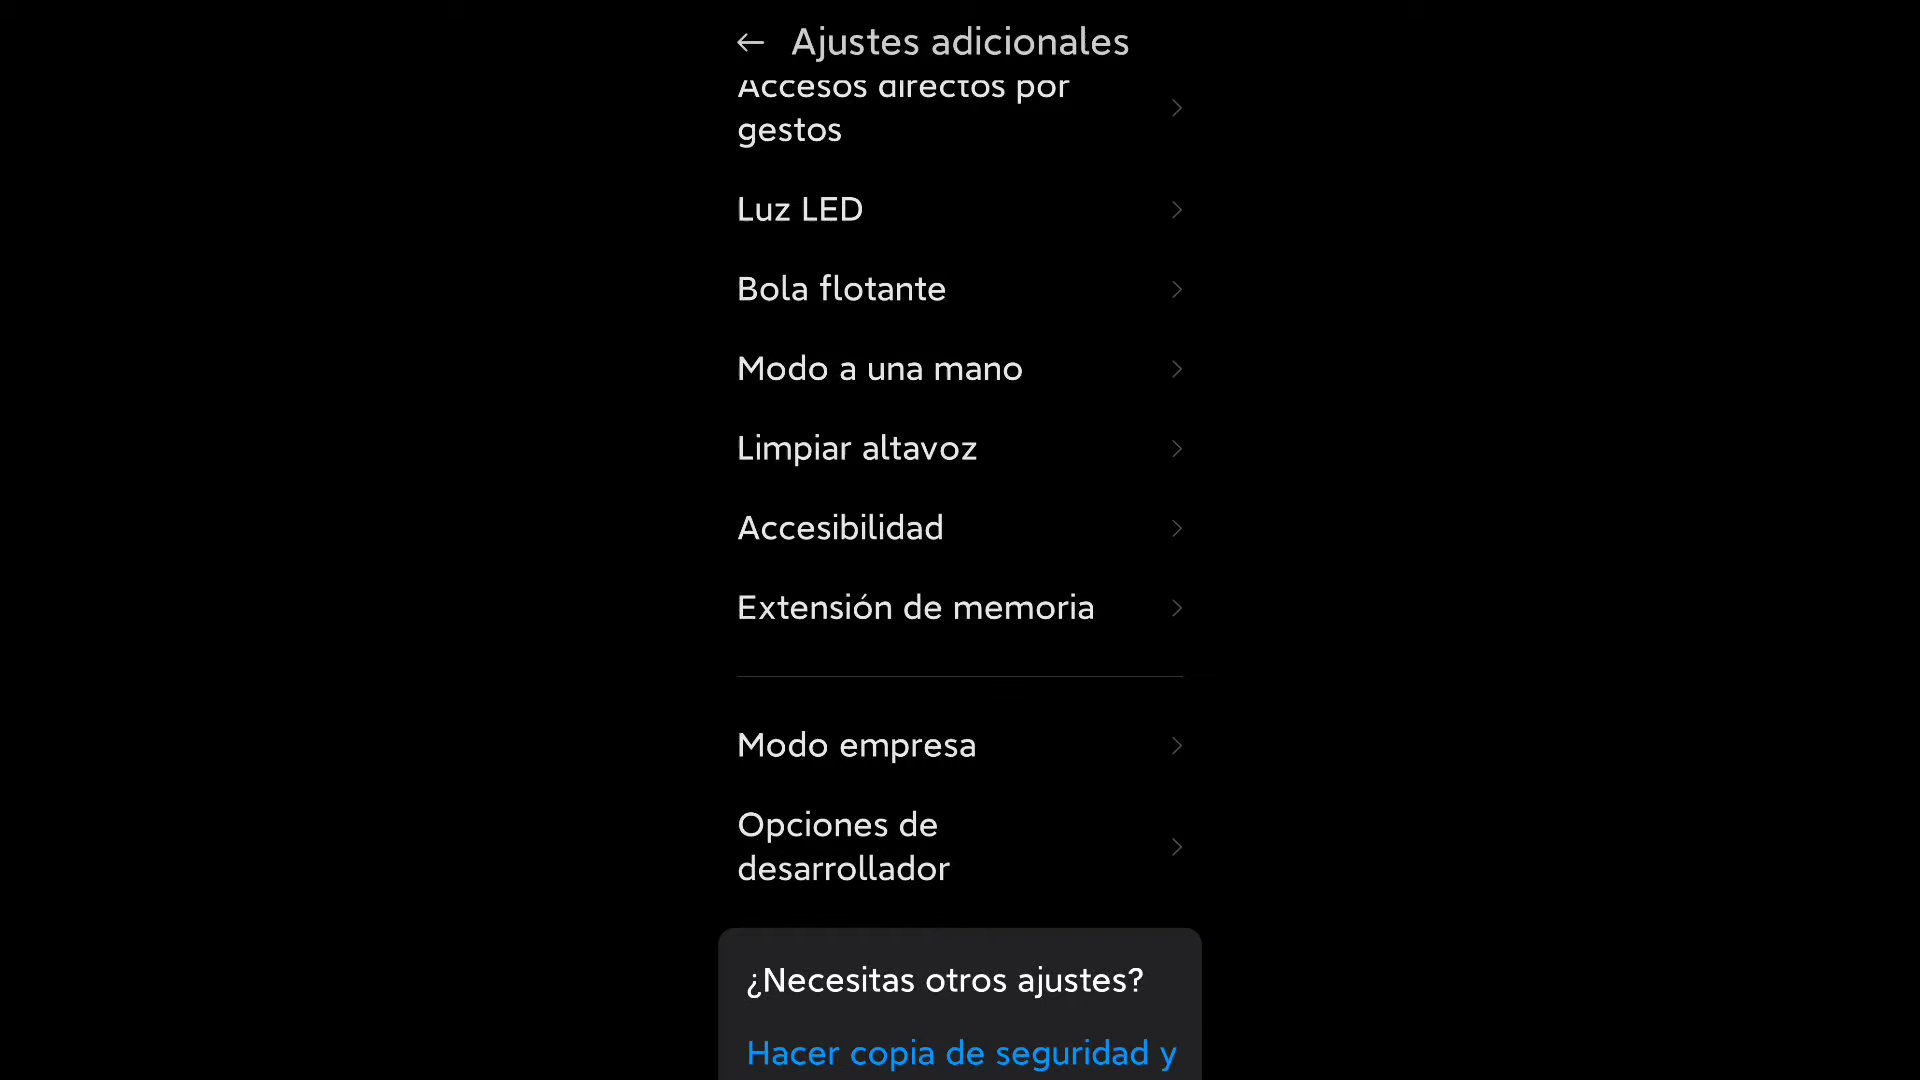 Ajustes adicionales
Accesos directos por
gestos
Luz LED
Bola flotante
Modo a una mano
Limpiar altavoz
Accesibilidad
Extensión de memoria
Modo empresa
Opciones de
desarrollador
¿Necesitas otros ajustes?
Hacer copia de seguridad y